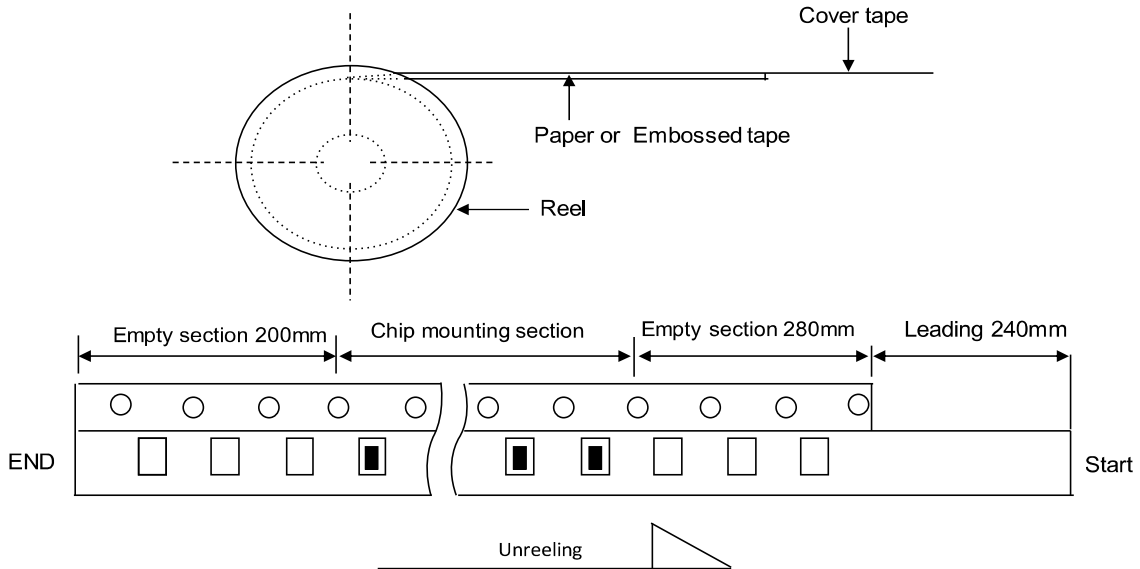 Cover tape
Paper or Embossed tape
Reel
Empty section 200mm
Chip mounting section
Empty section 280mm
Leading 240mm
END
Start
Unreeling